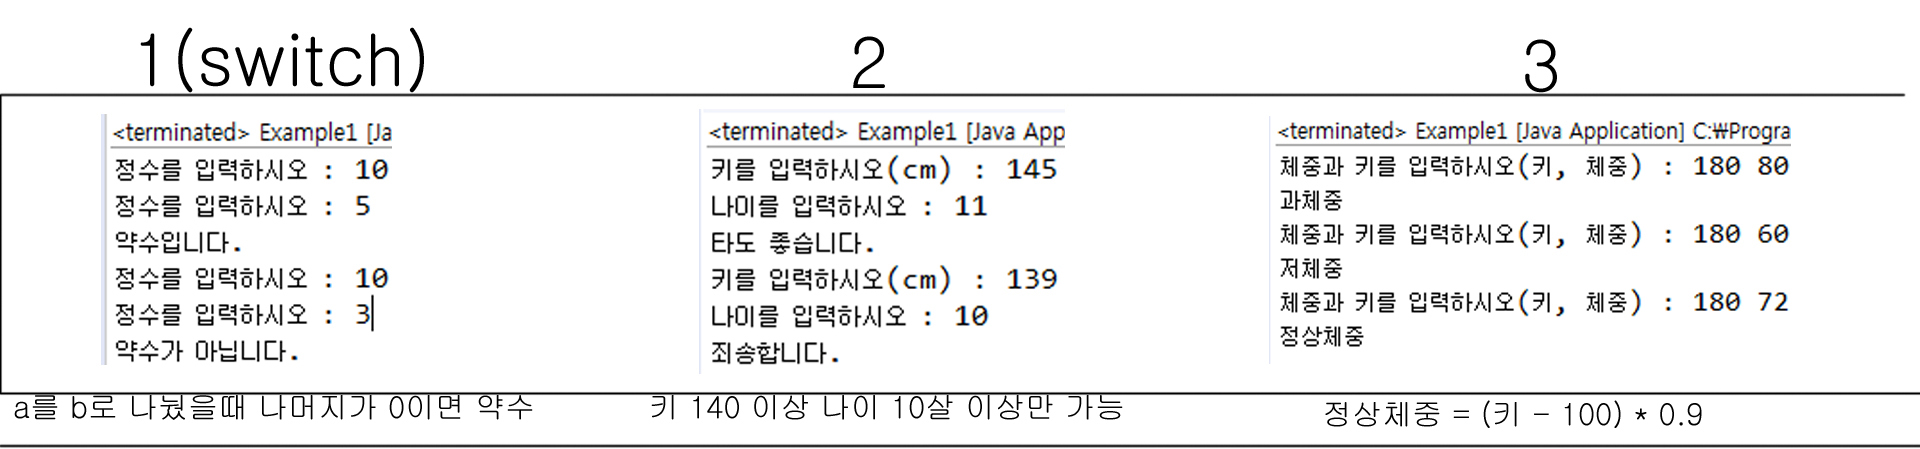 1(switch)
<terminated> Example1 [Ja
정수를 입력하시오 : 10
정수를 입력하시오 : 5
약수입니다.
정수를 입력하시오 : 10
정수를 입력하시오 : 3
약수가 아닙니다.
a를 b로 나눴을때 나머지가 0이면 약수
2
<terminated> Example1 [Java App
키를 입력하시오(cm) : 145
나이를 입력하시오 : 11
타도 좋습니다.
키를 입력하시오(cm) : 139
나이를 입력하시오 : 10
죄송합니다.
키 140 이상 나이 10살 이상만 가능
3
<terminated> Example1 [Java Application] C:₩Progra
체중과 키를 입력하시오(키, 체중) : 180 80
과체중
체중과 키를 입력하시오(키, 체중) : 180 60
저체중
체중과 키를 입력하시오(키, 체중) : 180 72
정상체중
정상체중 = (키 - 100) * 0.9